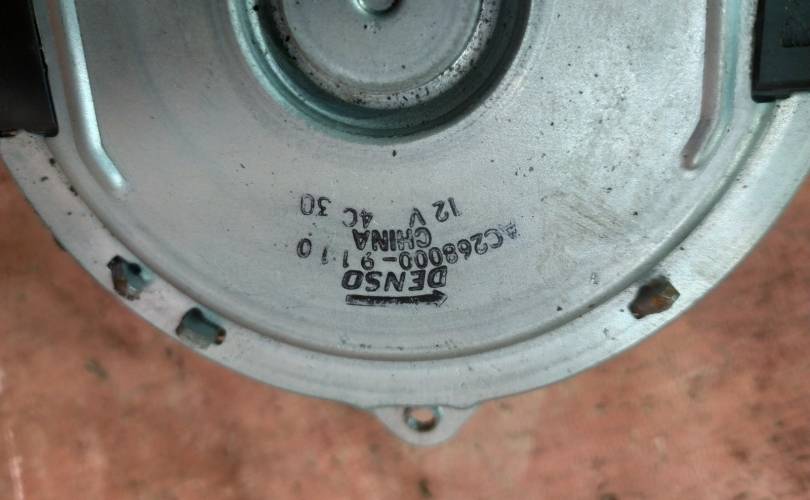 DENSO
AC268000-9110
CHINA
12 V 4C 30